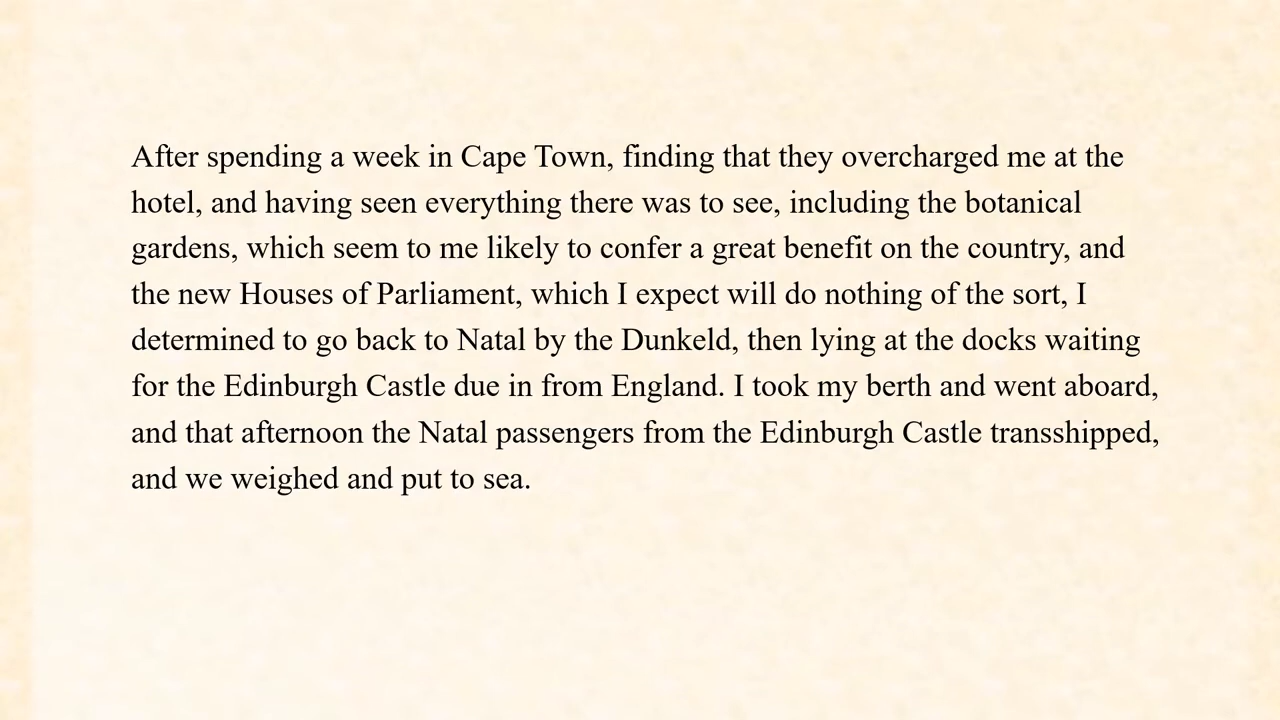 After spending a week in Cape Town, finding that they overcharged me at the
hotel, and having seen everything there was to see, including the botanical
gardens, which seem to me likely to confer a great benefit on the country, and
the new Houses of Parliament, which I expect will do nothing of the sort, I
determined to go back to Natal by the Dunkeld, then lying at the docks waiting
for the Edinburgh Castle due in from England. I took my berth and went aboard,
and that afternoon the Natal passengers from the Edinburgh Castle transshipped,
and we weighed and put to sea.